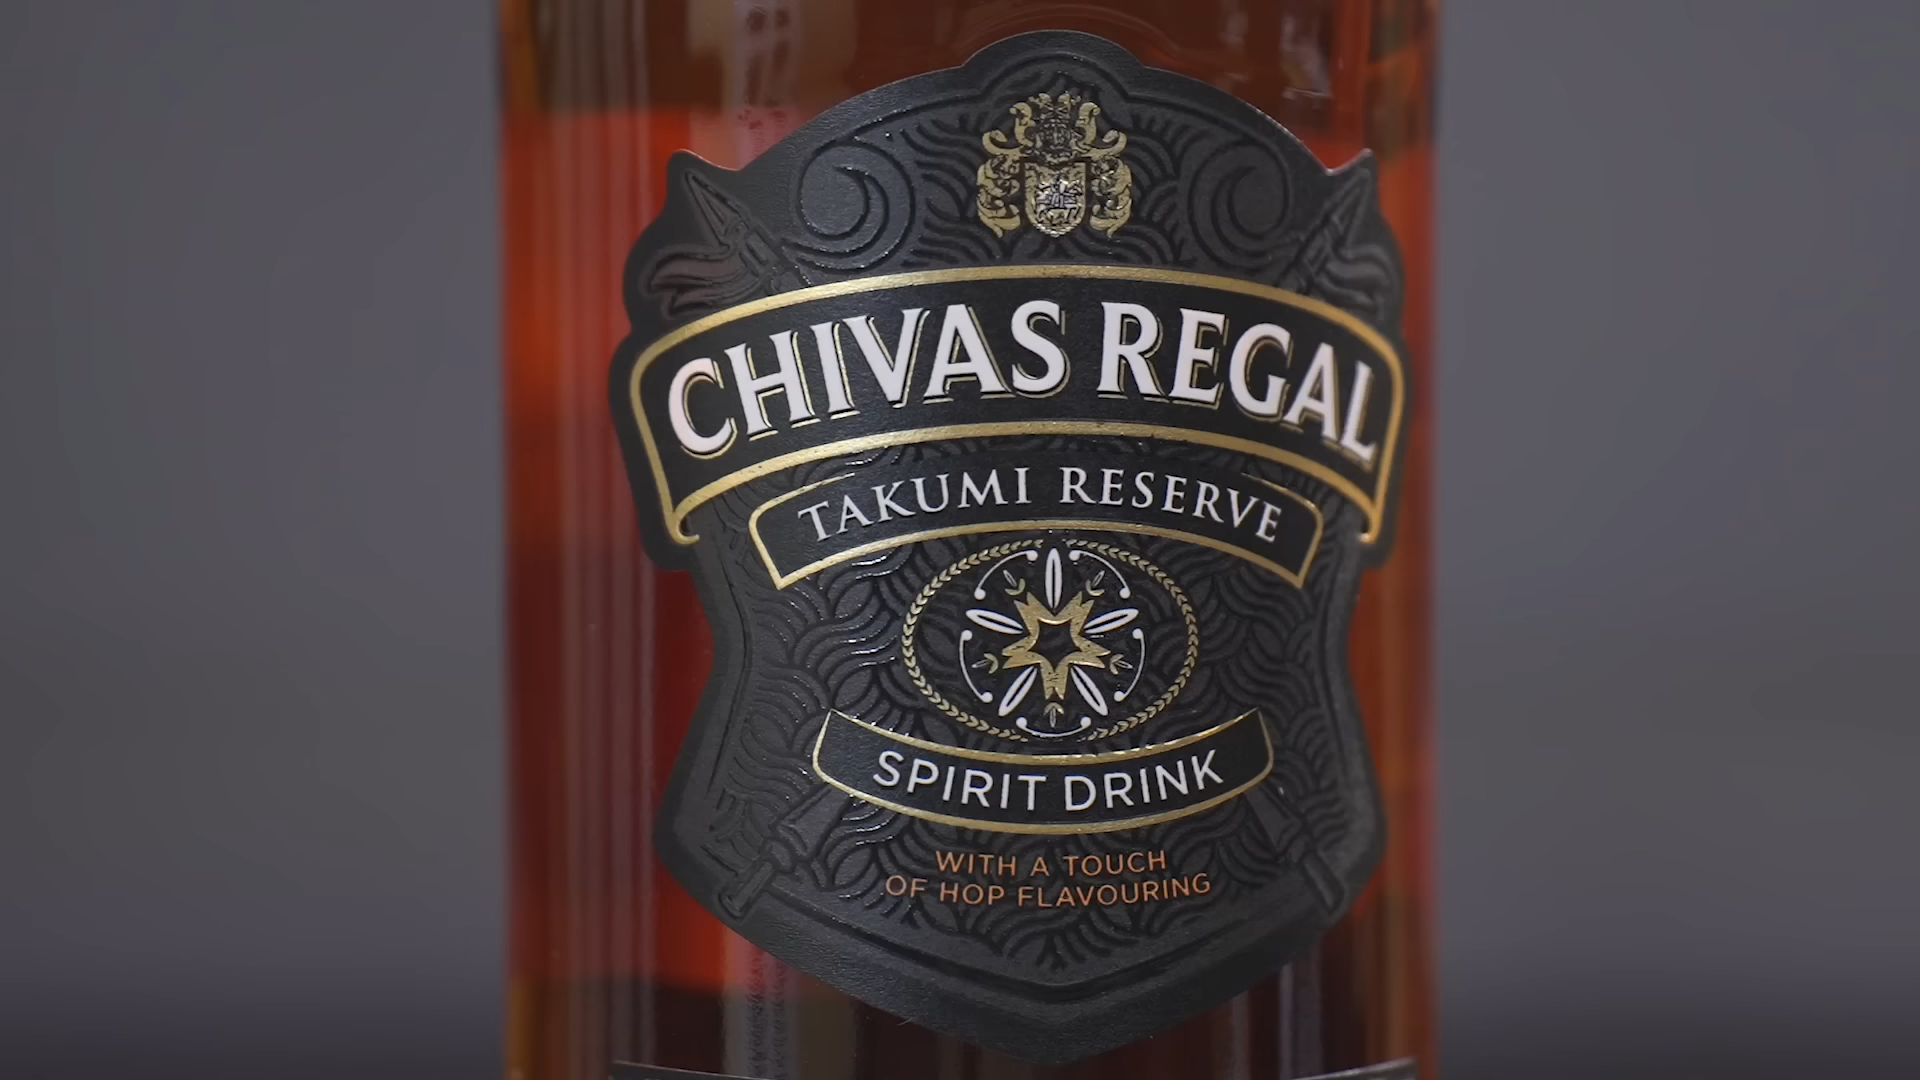 CHIVAS REGAL
TAKUMI RESERVE
SPIRIT DRINK
WITH A TOUCH
OF HOP FLAVOURING